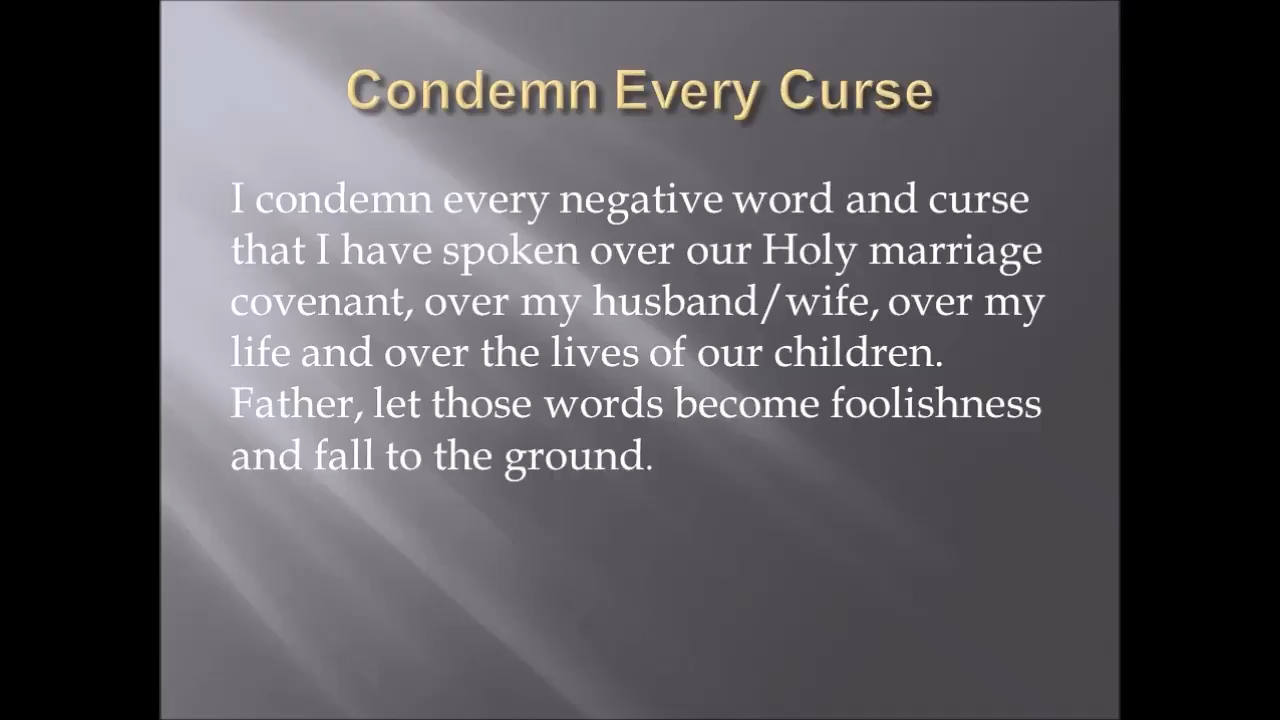 Condemn Every Curse
I condemn every negative word and curse
that I have spoken over our Holy marriage
covenant, over my husband/wife, over my
life and over the lives of our children.
Father, let those words become foolishness
and fall to the ground.